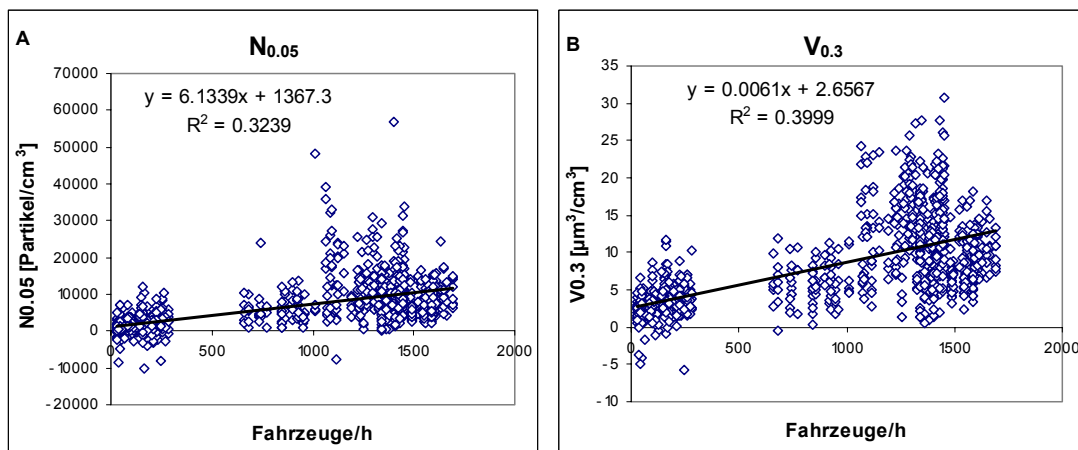 A
N0.05
70000
60000
50000
40000
30000
20000
10000
0
-10000
-20000
y = 6.1339x + 1367.3
R² = 0.3239
N0.05 [Partikel/cm³]
0 500 1000 1500 2000
Fahrzeuge/h
B
V0.3
35
30
25
20
15
10
5
0
-5
-10
y = 0.0061x + 2.6567
R² = 0.3999
V0.3 [µm³/cm³]
0 500 1000 1500 2000
Fahrzeuge/h